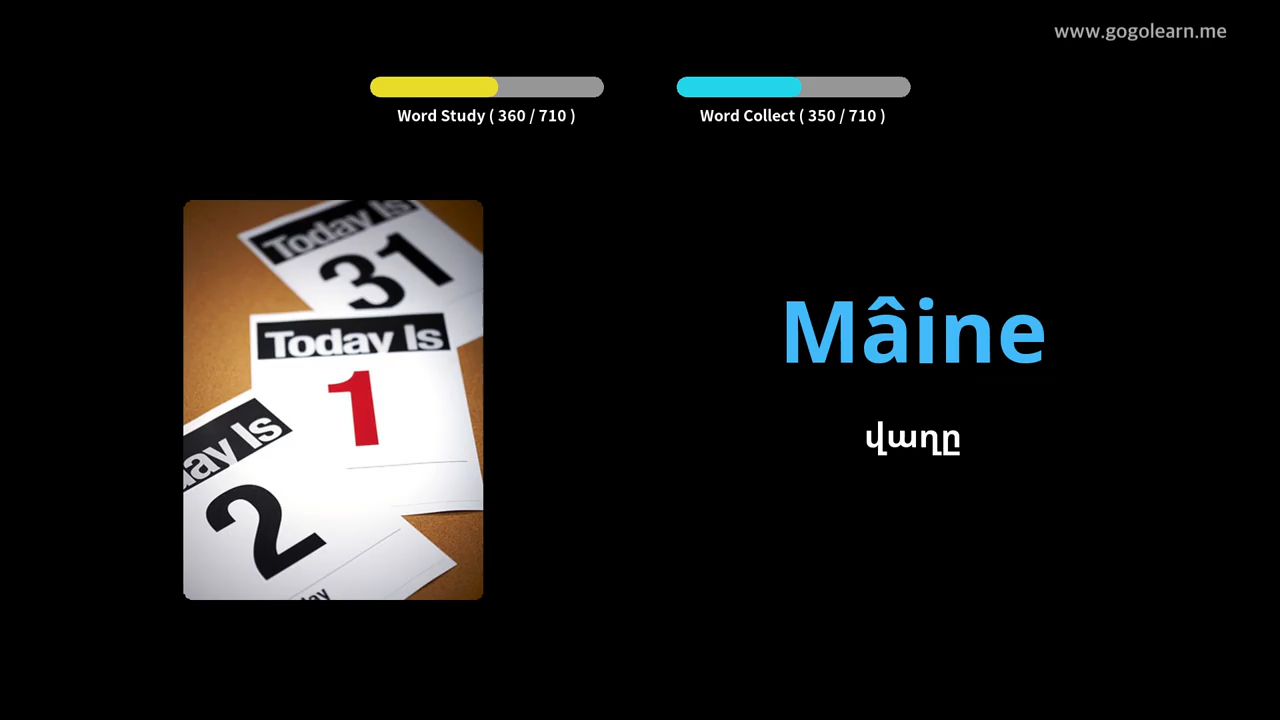 www.gogolearn.me
Word Study ( 360 / 710 )
Word Collect ( 350 / 710 )
Today Is
31
Today Is
1
ay Is
2
Mâine
վաղը